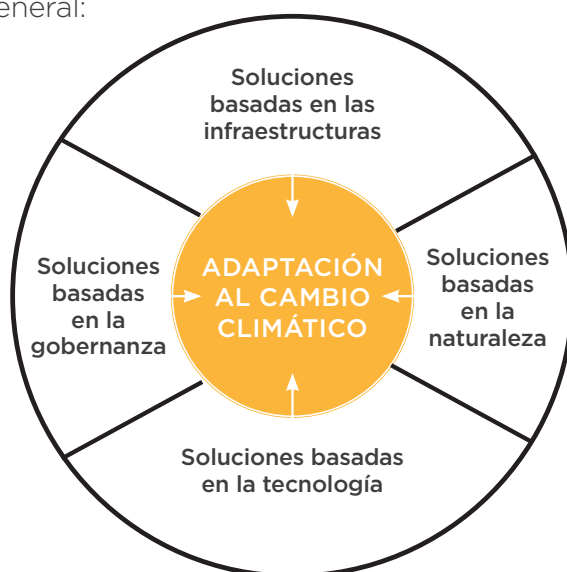 eneral:
Soluciones
basadas en las
infraestructuras
Soluciones
basadas
en la
gobernanza
ADAPTACIÓN
AL CAMBIO
CLIMÁTICO
Soluciones
basadas
en la
naturaleza
Soluciones basadas
en la tecnología